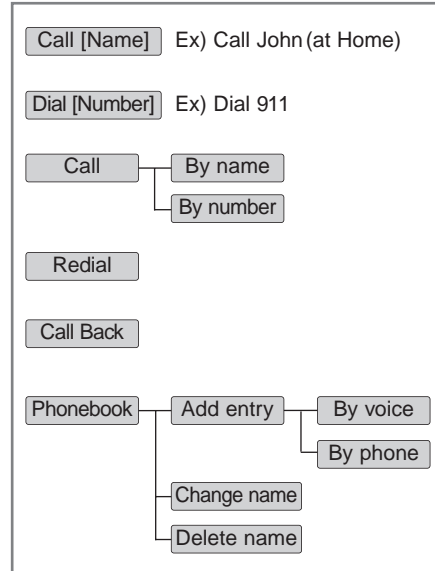 Call [Name] Ex) Call John (at Home)
Dial [Number] Ex) Dial 911
Call By name
By number
Redial
Call Back
Phonebook Add entry By voice
By phone
Change name
Delete name